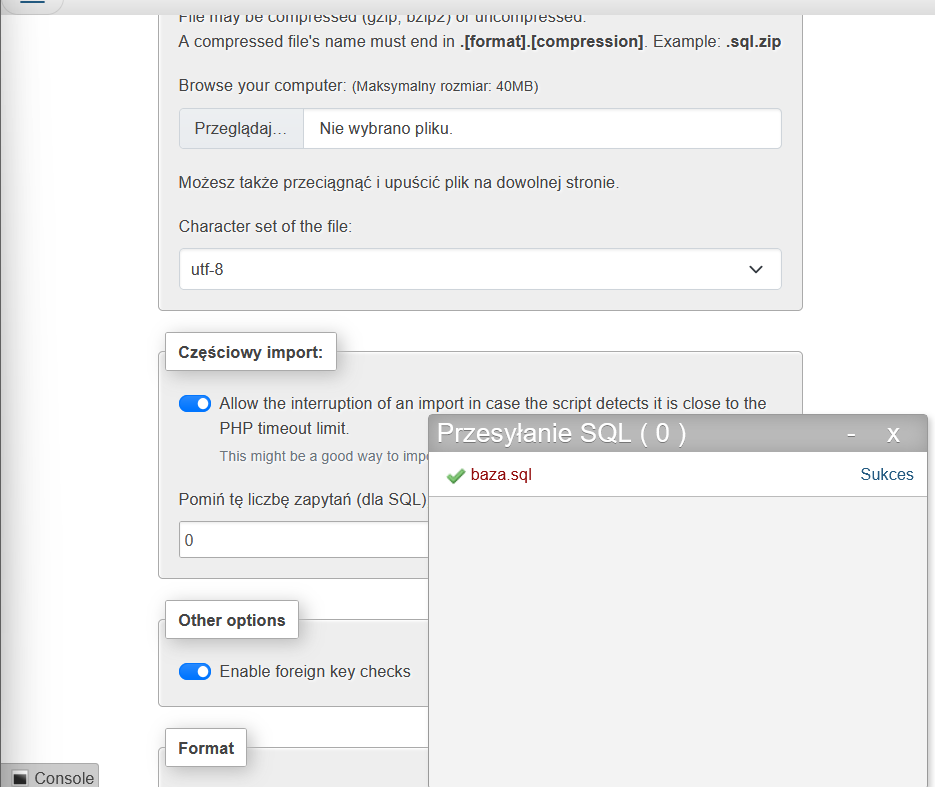 File may be compressed (gzip, bzip2) or uncompressed.
A compressed file's name must end in .[format].[compression]. Example: .sql.zip
Browse your computer: (Maksymalny rozmiar: 40MB)
Przeglądaj... Nie wybrano pliku.
Możesz także przeciągnąć i upuścić plik na dowolnej stronie.
Character set of the file:
utf-8
Częściowy import:
Allow the interruption of an import in case the script detects it is close to the
PHP timeout limit.
This might be a good way to
Pomiń tę liczbę zapytań (dla SQL)
0
Przesyłanie SQL ( 0 ) - x
baza.sql Sukces
Other options
Enable foreign key checks
Format
Console